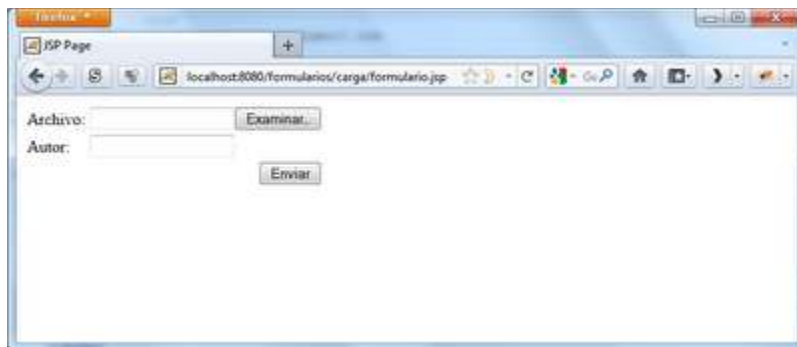 Firefox
JSP Page
localhost:8080/formularios/carga/formulario.jsp
Archivo:
Examinar...
Autor:
Enviar